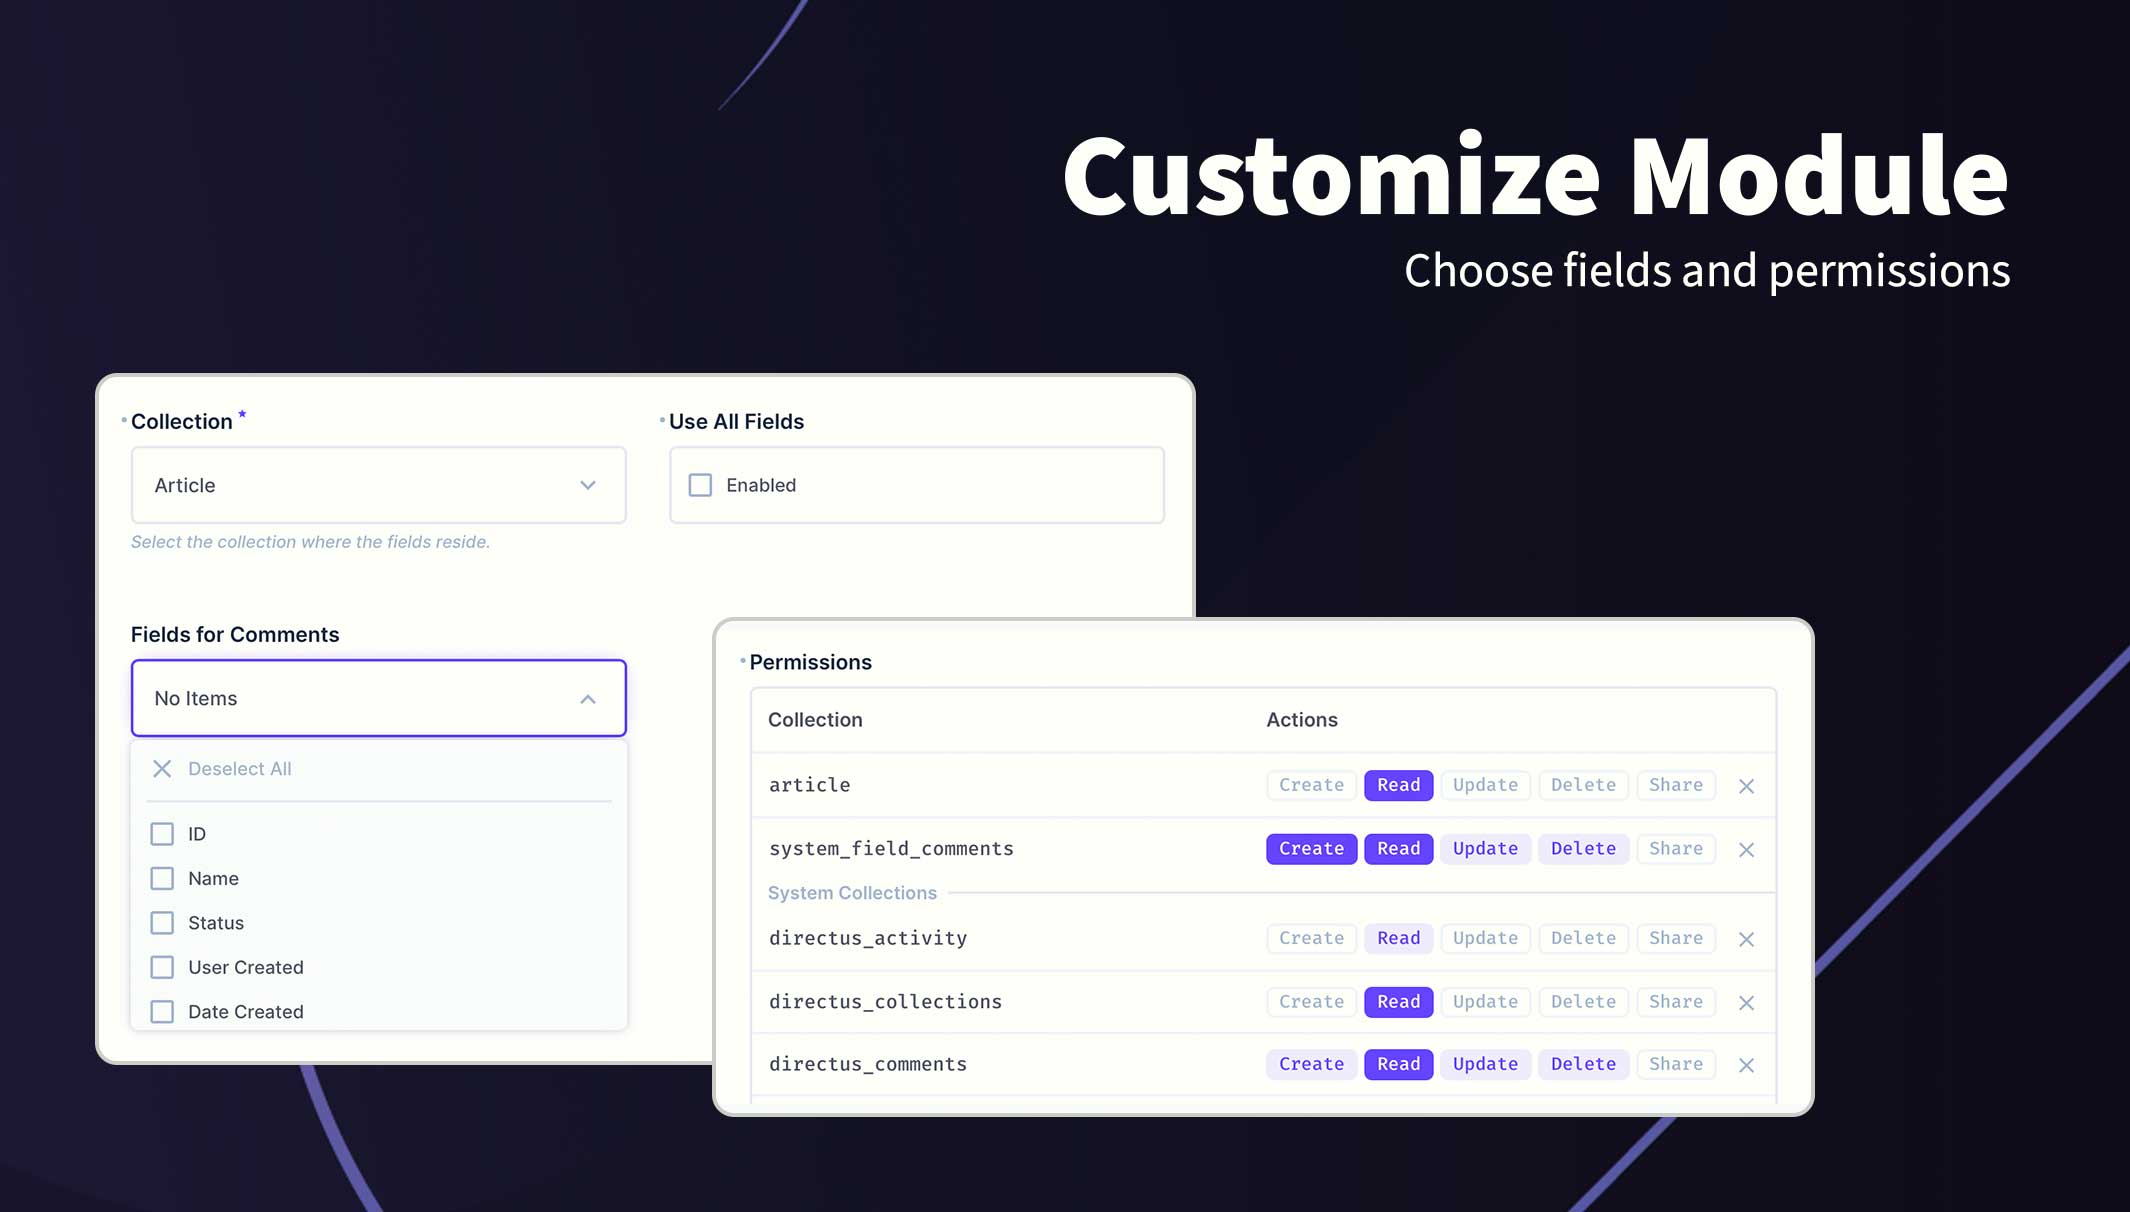 Customize Module
Choose fields and permissions
Collection *
Article
Select the collection where the fields reside.
Use All Fields
Enabled
Fields for Comments
No Items
Deselect All
ID
Name
Status
User Created
Date Created
Permissions
Collection Actions
article Create Read Update Delete Share
system_field_comments Create Read Update Delete Share
System Collections
directus_activity Create Read Update Delete Share
directus_collections Create Read Update Delete Share
directus_comments Create Read Update Delete Share